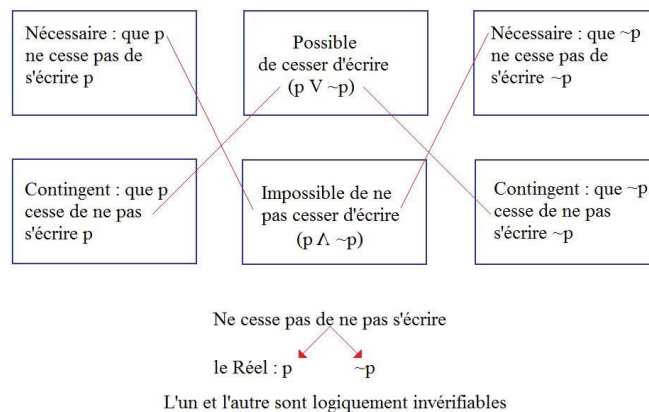 Nécessaire : que p
ne cesse pas de
s'écrire p
Possible
de cesser d'écrire
(p V ~p)
Nécessaire : que ~p
ne cesse pas de
s'écrire ~p
Contingent : que p
cesse de ne pas
s'écrire p
Impossible de ne
pas cesser d'écrire
(p Λ ~p)
Contingent : que ~p
cesse de ne pas
s'écrire ~p
Ne cesse pas de ne pas s'écrire
le Réel : p ~p
L'un et l'autre sont logiquement invérifiables